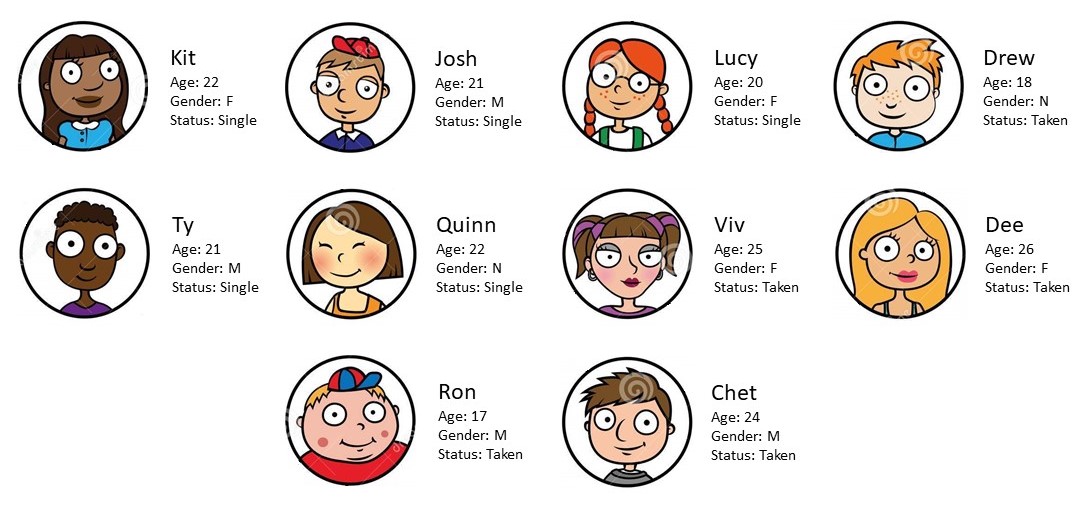 Kit
Age: 22
Gender: F
Status: Single
Josh
Age: 21
Gender: M
Status: Single
Lucy
Age: 20
Gender: F
Status: Single
Drew
Age: 18
Gender: N
Status: Taken
Ty
Age: 21
Gender: M
Status: Single
Quinn
Age: 22
Gender: N
Status: Single
Viv
Age: 25
Gender: F
Status: Taken
Dee
Age: 26
Gender: F
Status: Taken
Ron
Age: 17
Gender: M
Status: Taken
Chet
Age: 24
Gender: M
Status: Taken